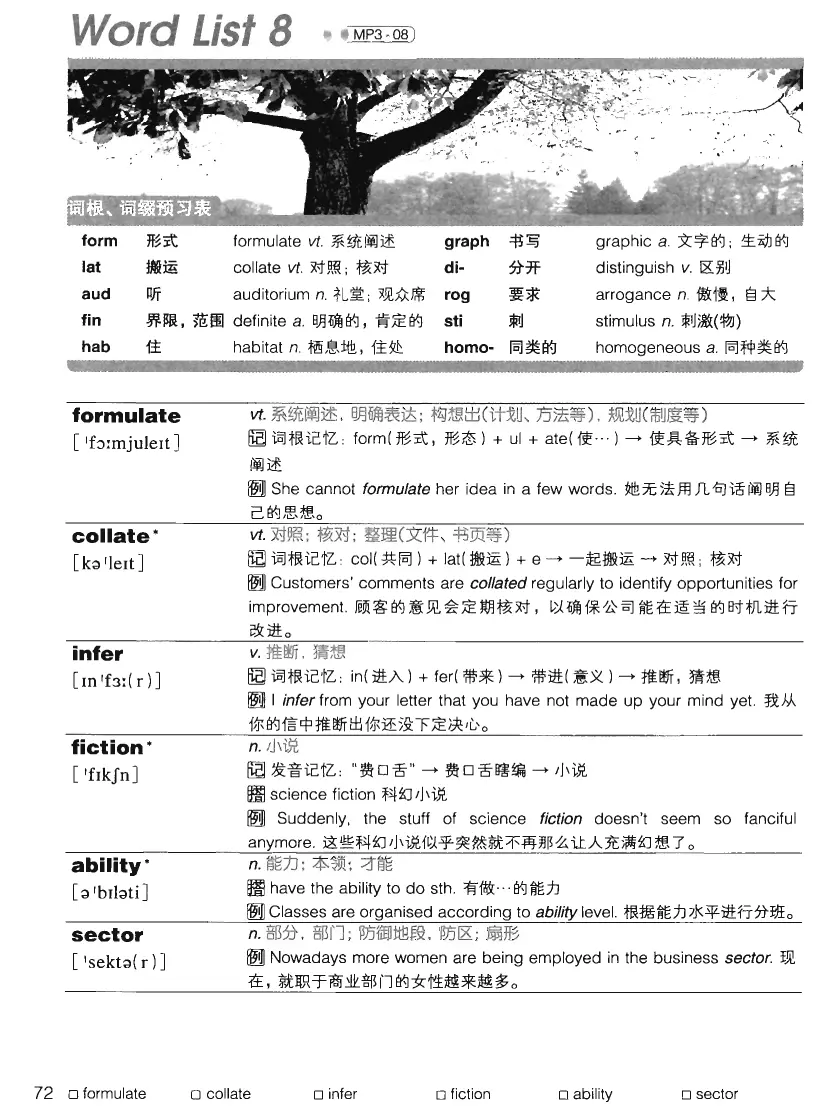 Word List 8 MP3-08
词根、词缀预习表
form 形式 formulate vt. 系统阐述 graph 书写 graphic a. 文字的；生动的
lat 搬运 collate vt. 对照；核对 di- 分开 distinguish v. 区别
aud 听 auditorium n. 礼堂；观众席 rog 要求 arrogance n. 傲慢，自大
fin 界限，范围 definite a. 明确的，肯定的 sti 刺 stimulus n. 刺激(物)
hab 住 habitat n. 栖息地，住处 homo- 同类的 homogeneous a. 同种类的
formulate vt. 系统阐述，明确表达；构想出(计划、方法等)，规划(制度等)
[ˈfɔːmjuleɪt] 记 词根记忆：form(形式，形态) + ul + ate(使…) → 使具备形式 → 系统
阐述
例 She cannot formulate her idea in a few words. 她无法用几句话阐明自
己的思想。
collate* vt. 对照；核对；整理(文件、书页等)
[kəˈleɪt] 记 词根记忆：col(共同) + lat(搬运) + e → 一起搬运 → 对照；核对
例 Customers' comments are collated regularly to identify opportunities for
improvement. 顾客的意见会定期核对，以确保公司能在适当的时机进行
改进。
infer v. 推断，猜想
[ɪnˈfɜː(r)] 记 词根记忆：in(进入) + fer(带来) → 带进(意义) → 推断，猜想
例 I infer from your letter that you have not made up your mind yet. 我从
你的信中推断出你还没下定决心。
fiction* n. 小说
[ˈfɪkʃn] 记 发音记忆："费口舌" → 费口舌瞎编 → 小说
搭 science fiction 科幻小说
例 Suddenly, the stuff of science fiction doesn't seem so fanciful
anymore. 这些科幻小说似乎突然就不再那么让人充满幻想了。
ability* n. 能力；本领；才能
[əˈbɪləti] 搭 have the ability to do sth. 有做…的能力
例 Classes are organised according to ability level. 根据能力水平进行分班。
sector n. 部分，部门；防御地段，防区；扇形
[ˈsektə(r)] 例 Nowadays more women are being employed in the business sector. 现
在，就职于商业部门的女性越来越多。
72 □ formulate □ collate □ infer □ fiction □ ability □ sector